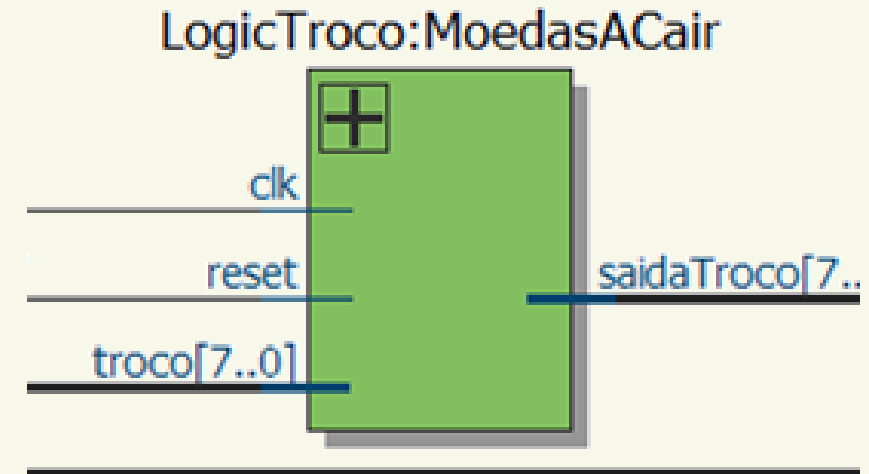 LogicTroco:MoedasACair
clk
reset
saidaTroco[7..
troco[7..0]